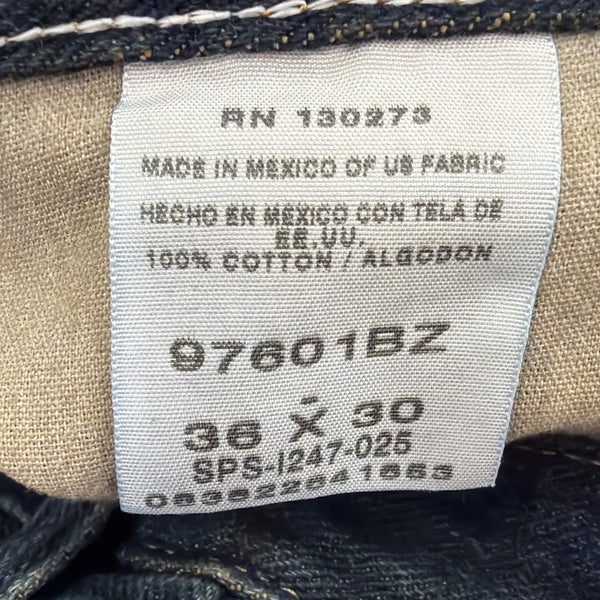 RN 130273
MADE IN MEXICO OF US FABRIC
HECHO EN MEXICO CON TELA DE
EE.UU.
100% COTTON / ALGODON
97601BZ
36 X 30
SPS-I247-025